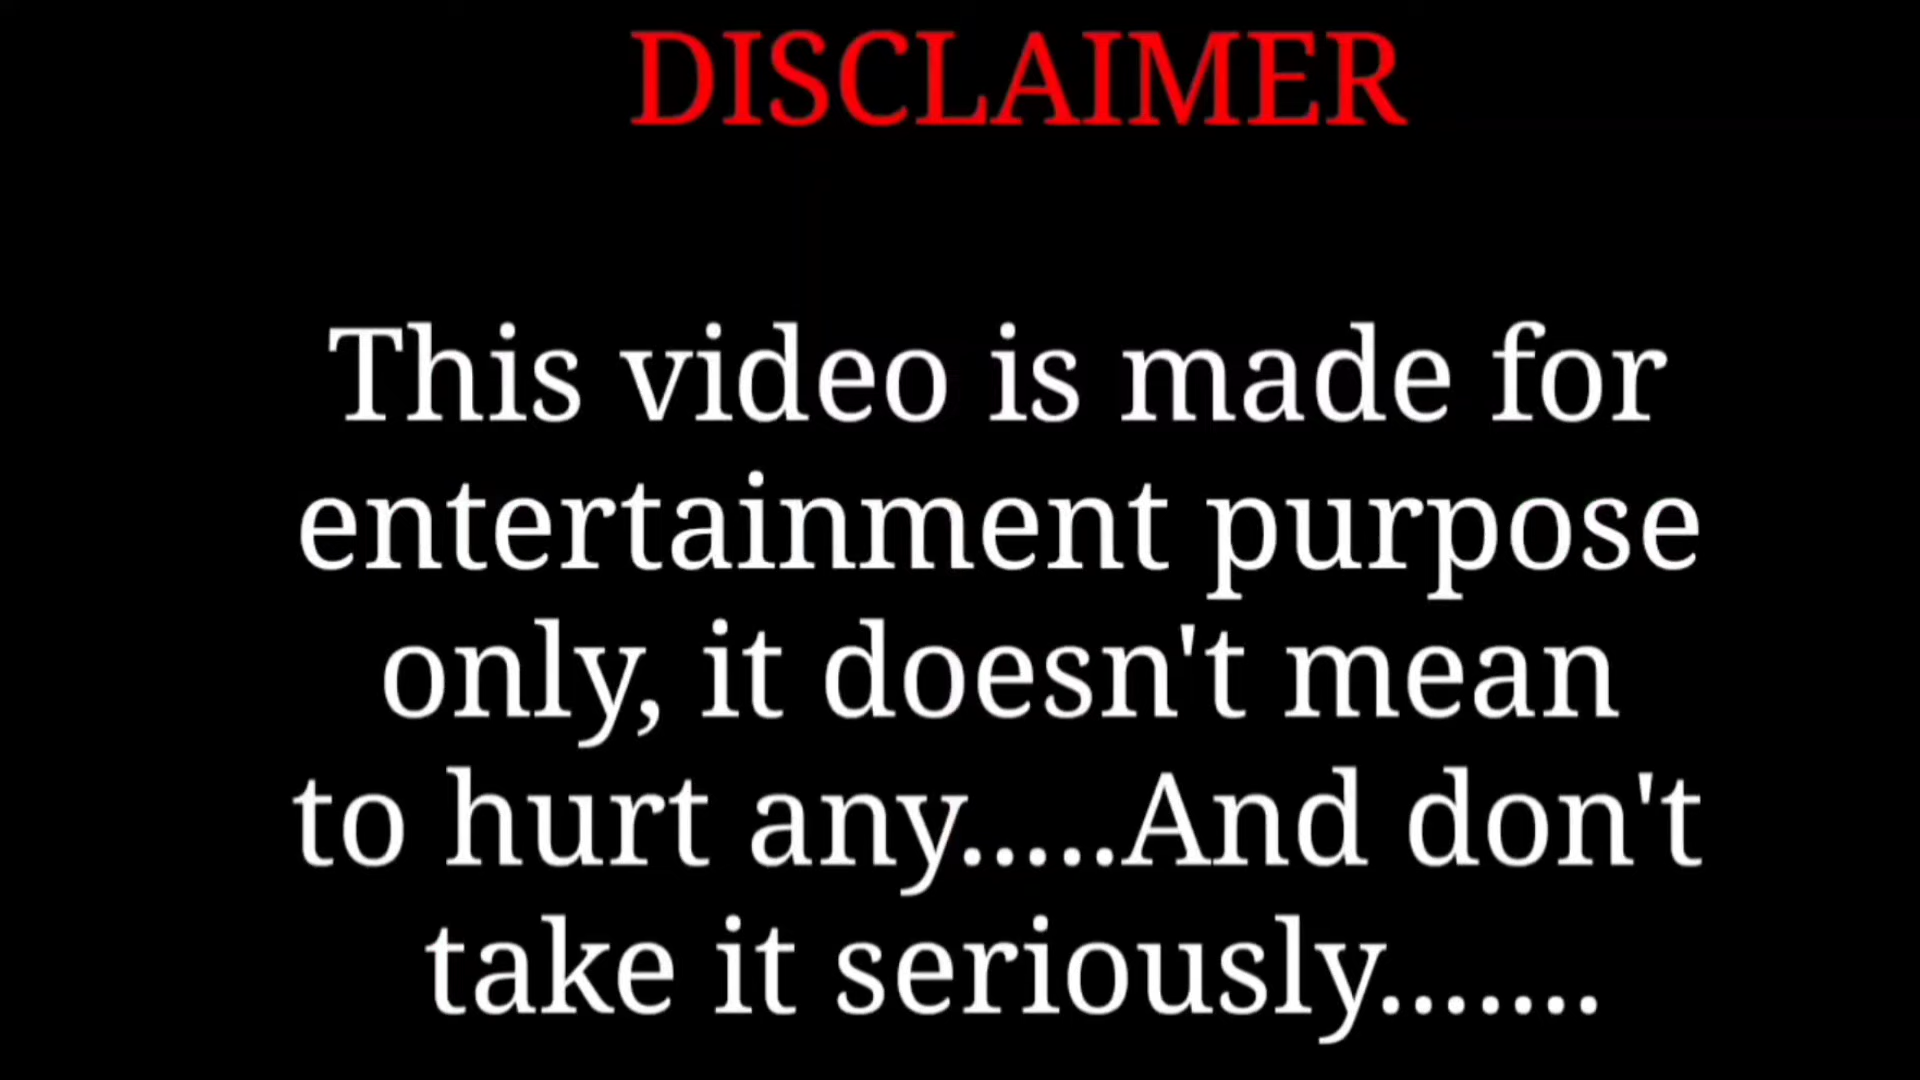 DISCLAIMER
This video is made for
entertainment purpose
only, it doesn't mean
to hurt any.....And don't
take it seriously.......